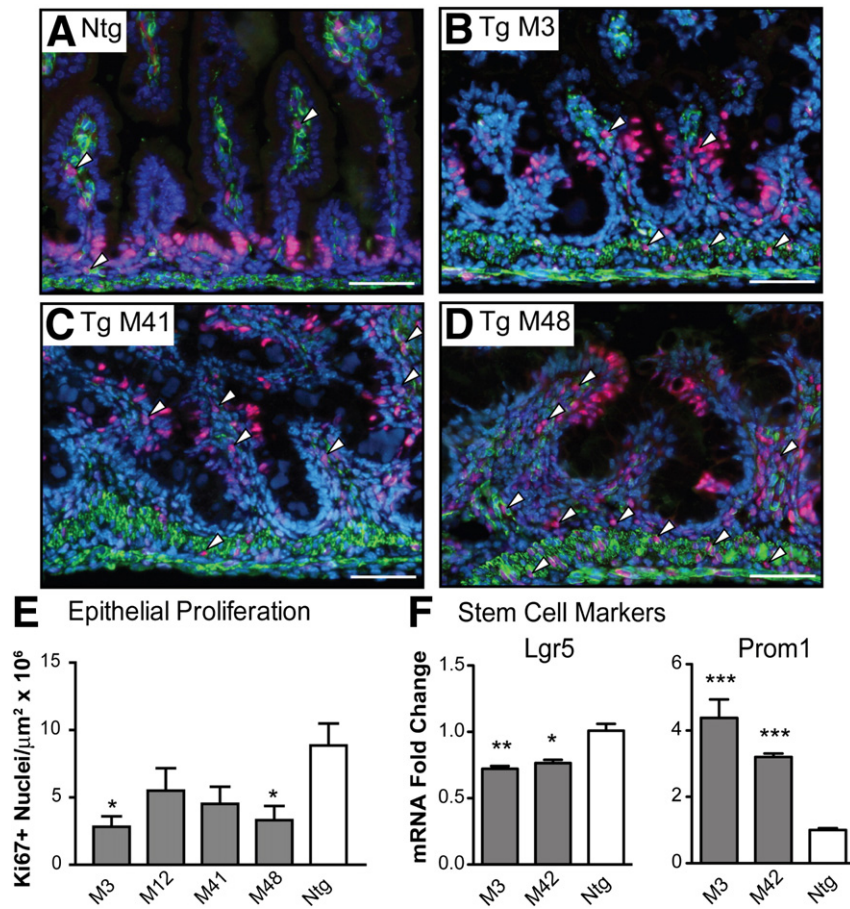 A Ntg
B Tg M3
C Tg M41
D Tg M48
E Epithelial Proliferation
Ki67+ Nuclei/μm² x 10⁶
15
10
5
0
*
*
M3
M12
M41
M48
Ntg
F Stem Cell Markers
Lgr5
mRNA Fold Change
1.5
1.0
0.5
0.0
**
*
M3
M42
Ntg
Prom1
6
4
2
0
***
***
M3
M42
Ntg